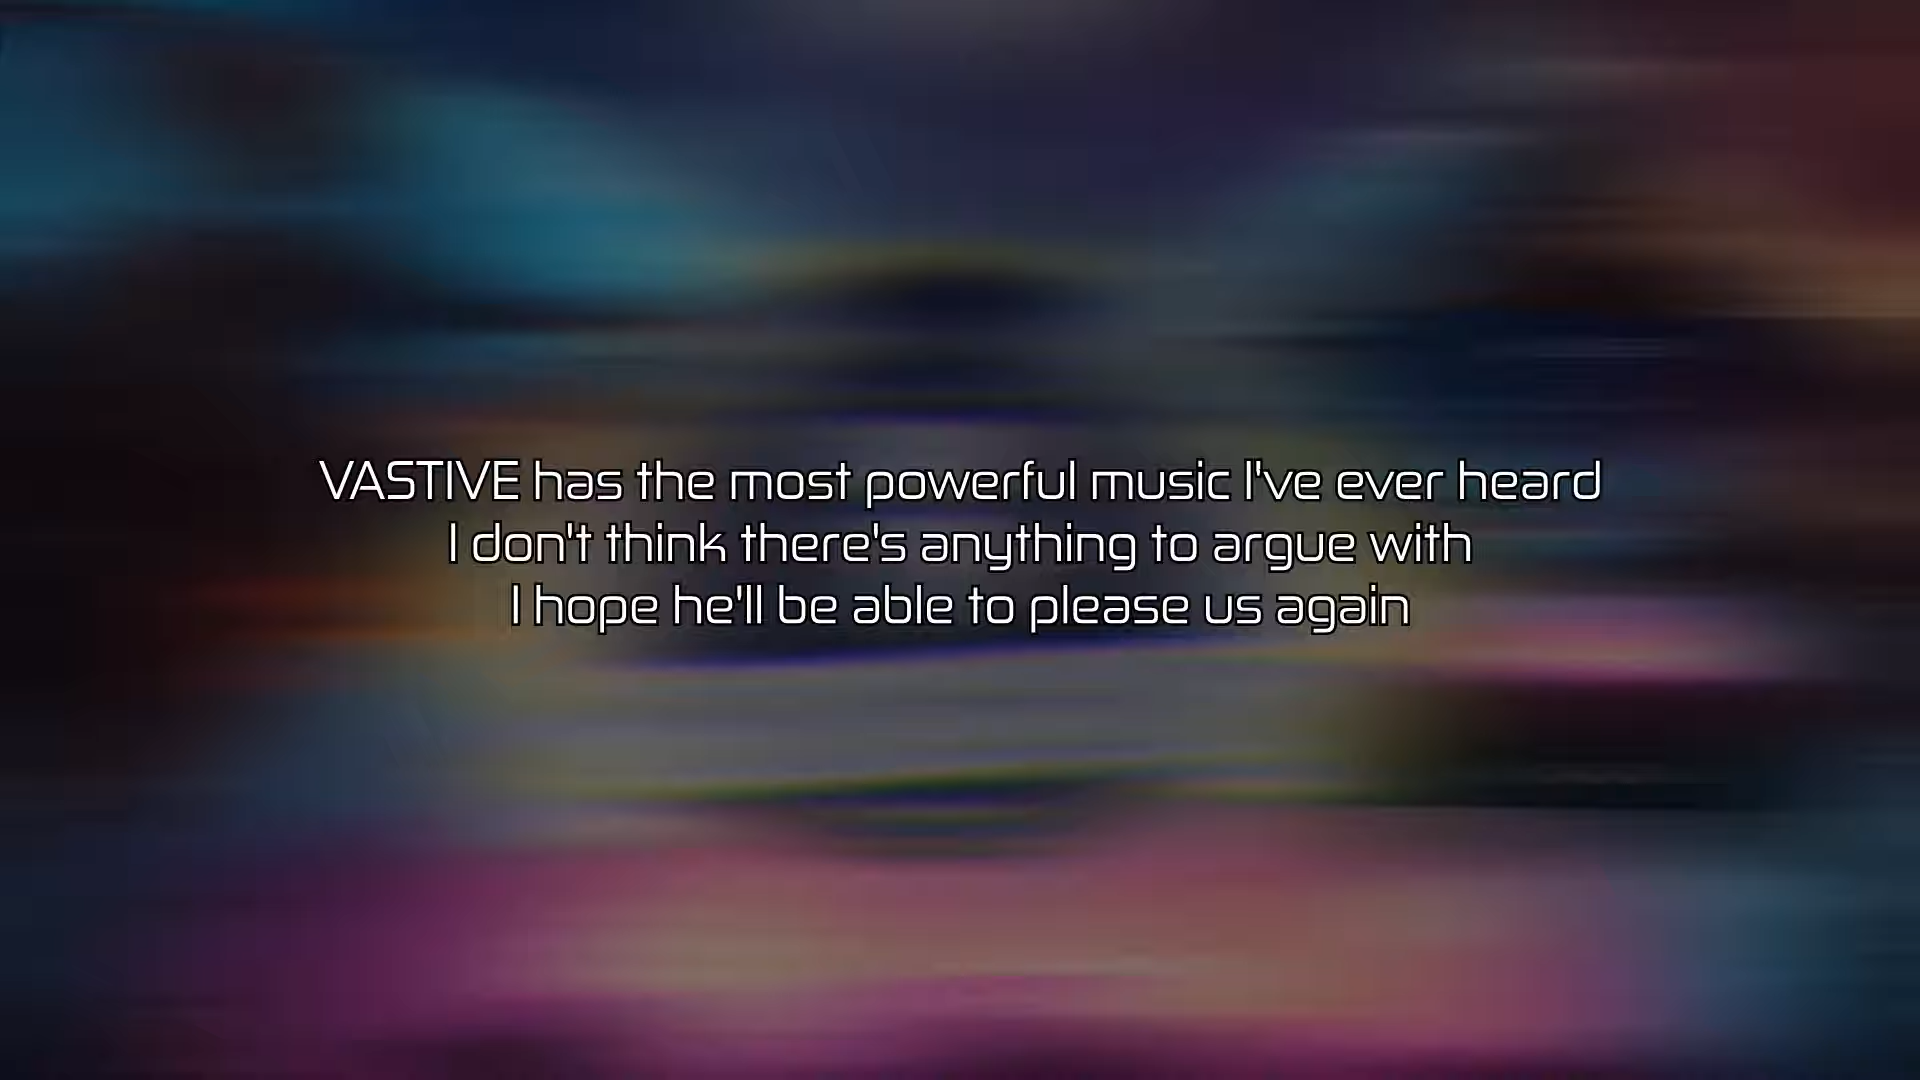 VASTIVE has the most powerful music I've ever heard
I don't think there's anything to argue with
I hope he'll be able to please us again